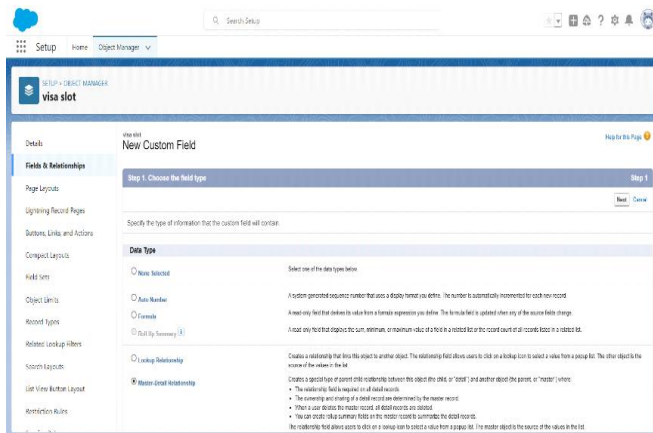 Search Setup
Setup Home Object Manager
SETUP > OBJECT MANAGER
visa slot
Details
Fields & Relationships
Page Layouts
Lightning Record Pages
Buttons, Links, and Actions
Compact Layouts
Field Sets
Object Limits
Record Types
Related Lookup Filters
Search Layouts
List View Button Layout
Restriction Rules
visa slot
New Custom Field
Help for this Page
Step 1. Choose the field type Step 1
Next Cancel
Specify the type of information that the custom field will contain.
Data Type
None Selected Select one of the data types below.
Auto Number A system-generated sequence number that uses a display format you define. The number is automatically incremented for each new record.
Formula A read-only field that derives its value from a formula expression you define. The formula field is updated when any of the source fields change.
Roll-Up Summary A read-only field that displays the sum, minimum, or maximum value of a field in a related list or the record count of all records listed in a related list.
Lookup Relationship Creates a relationship that links this object to another object. The relationship field allows users to click on a lookup icon to select a value from a popup list. The other object is the
source of the values in the list.
Master-Detail Relationship Creates a special type of parent-child relationship between this object (the child, or "detail") and another object (the parent, or "master") where:
• The relationship field is required on all detail records.
• The ownership and sharing of a detail record are determined by the master record.
• When a user deletes the master record, all detail records are deleted.
• You can create rollup summary fields on the master record to summarize the detail records.
The relationship field allows users to click on a lookup icon to select a value from a popup list. The master object is the source of the values in the list.